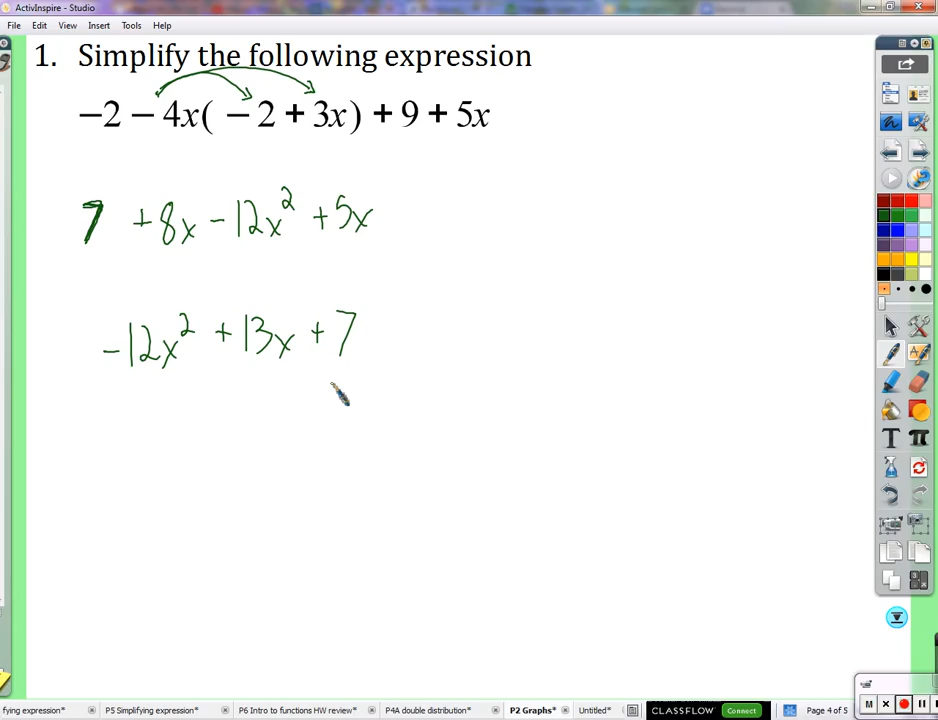 ActivInspire - Studio
File Edit View Insert Tools Help
1. Simplify the following expression
−2 − 4x( − 2 + 3x) + 9 + 5x
7 +8x - 12x² +5x
-12x² +13x +7
fying expression* P5 Simplifying expression* P6 Intro to functions HW review* P4A double distribution* P2 Graphs* Untitled* CLASSFLOW Connect Page 4 of 5